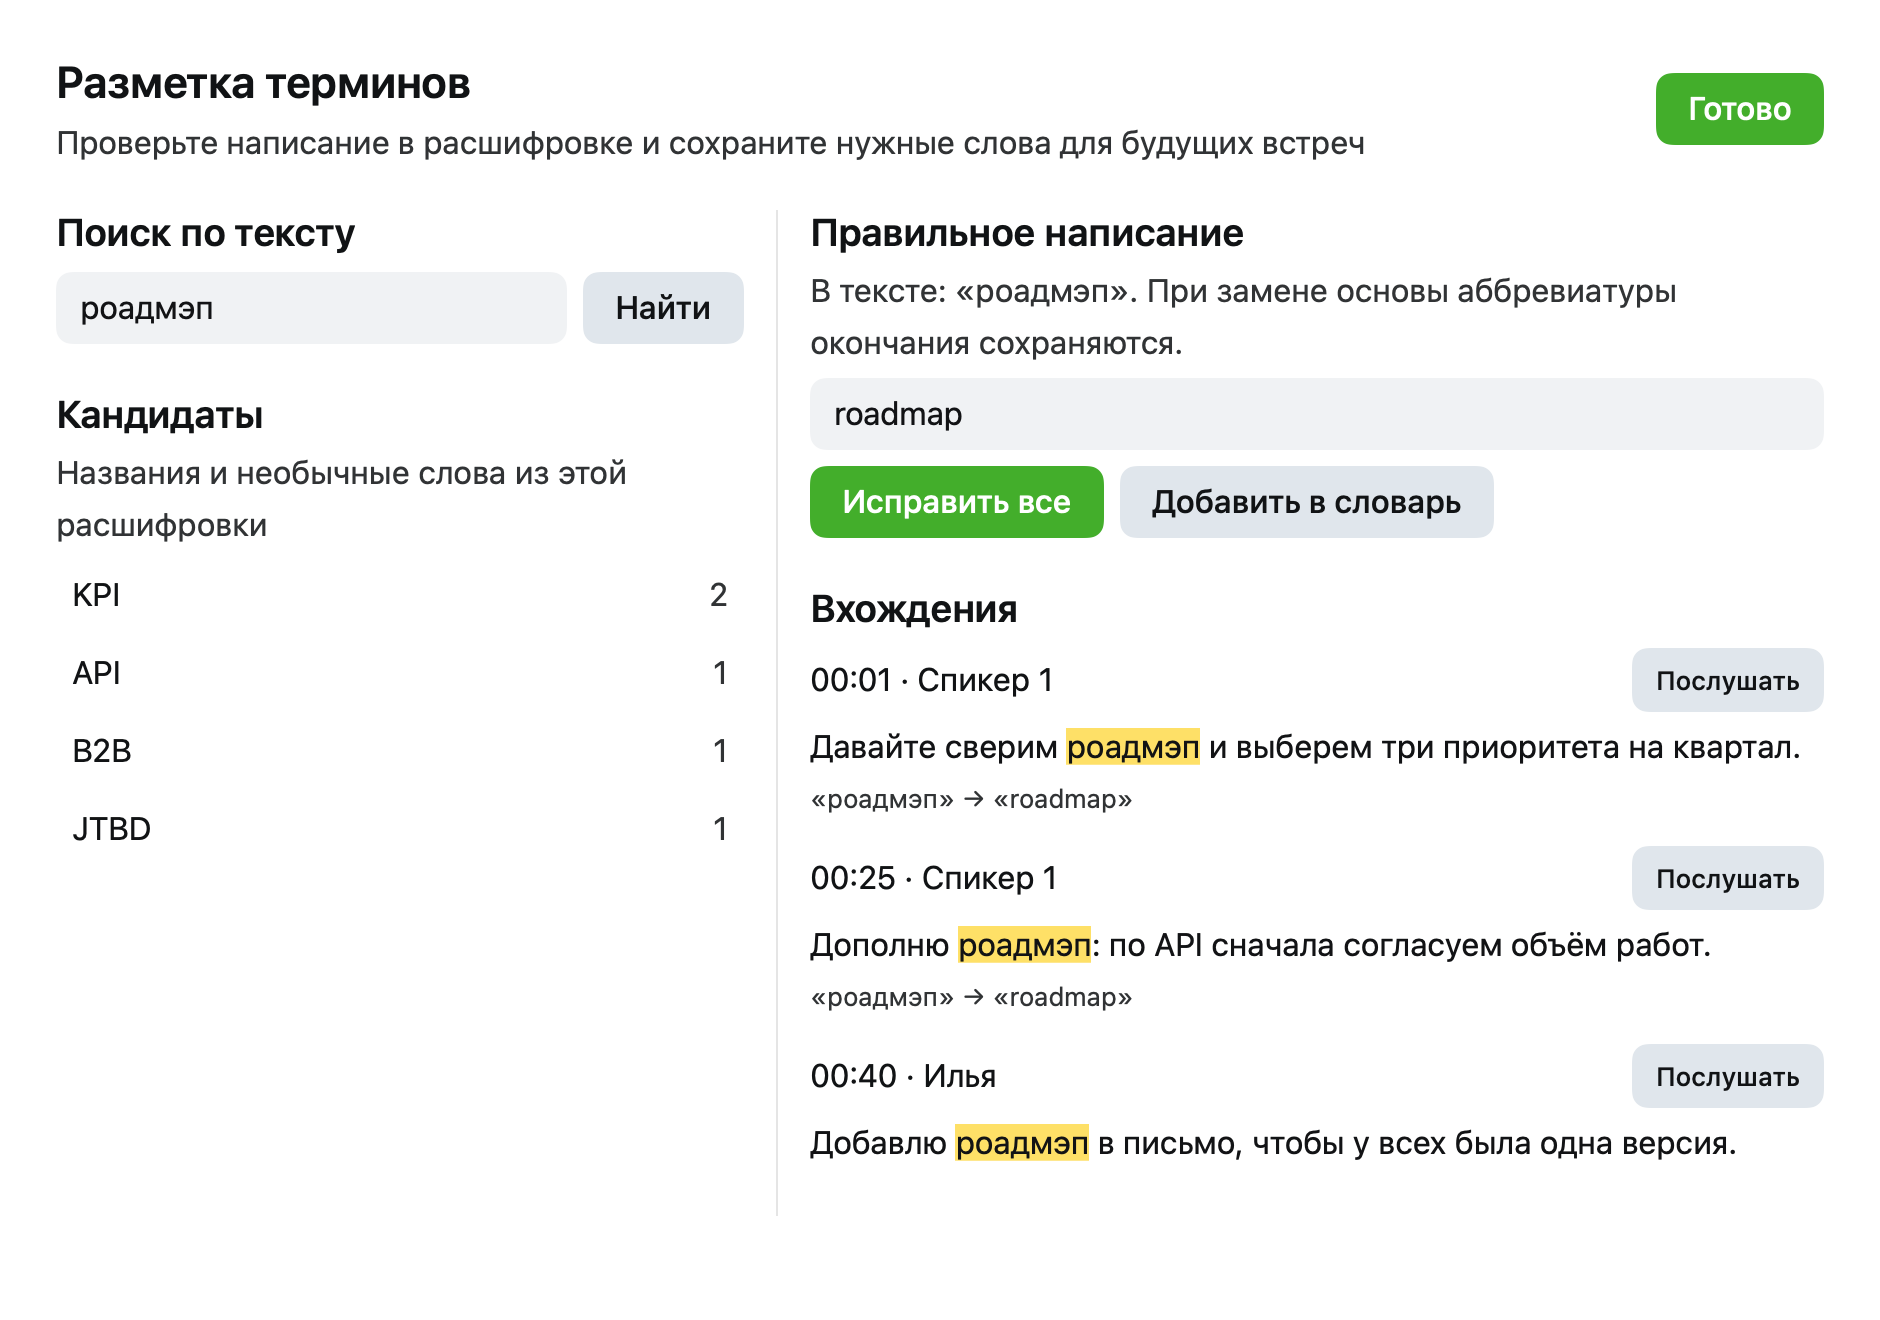 Разметка терминов
Проверьте написание в расшифровке и сохраните нужные слова для будущих встреч
Готово
Поиск по тексту
роадмэп
Найти
Кандидаты
Названия и необычные слова из этой
расшифровки
KPI 2
API 1
B2B 1
JTBD 1
Правильное написание
В тексте: «роадмэп». При замене основы аббревиатуры
окончания сохраняются.
roadmap
Исправить все
Добавить в словарь
Вхождения
00:01 · Спикер 1
Послушать
Давайте сверим роадмэп и выберем три приоритета на квартал.
«роадмэп» → «roadmap»
00:25 · Спикер 1
Послушать
Дополню роадмэп: по API сначала согласуем объём работ.
«роадмэп» → «roadmap»
00:40 · Илья
Послушать
Добавлю роадмэп в письмо, чтобы у всех была одна версия.